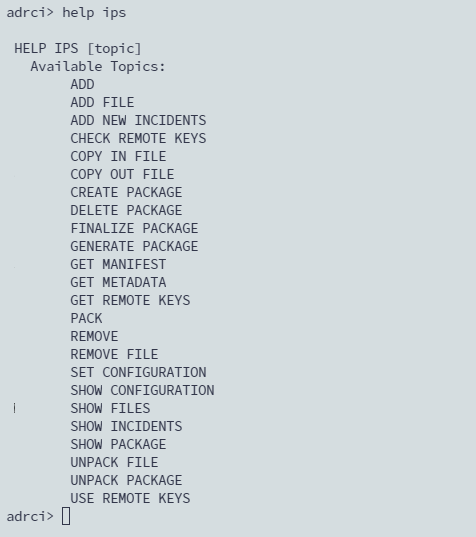 adrci> help ips
HELP IPS [topic]
Available Topics:
ADD
ADD FILE
ADD NEW INCIDENTS
CHECK REMOTE KEYS
COPY IN FILE
COPY OUT FILE
CREATE PACKAGE
DELETE PACKAGE
FINALIZE PACKAGE
GENERATE PACKAGE
GET MANIFEST
GET METADATA
GET REMOTE KEYS
PACK
REMOVE
REMOVE FILE
SET CONFIGURATION
SHOW CONFIGURATION
SHOW FILES
SHOW INCIDENTS
SHOW PACKAGE
UNPACK FILE
UNPACK PACKAGE
USE REMOTE KEYS
adrci>